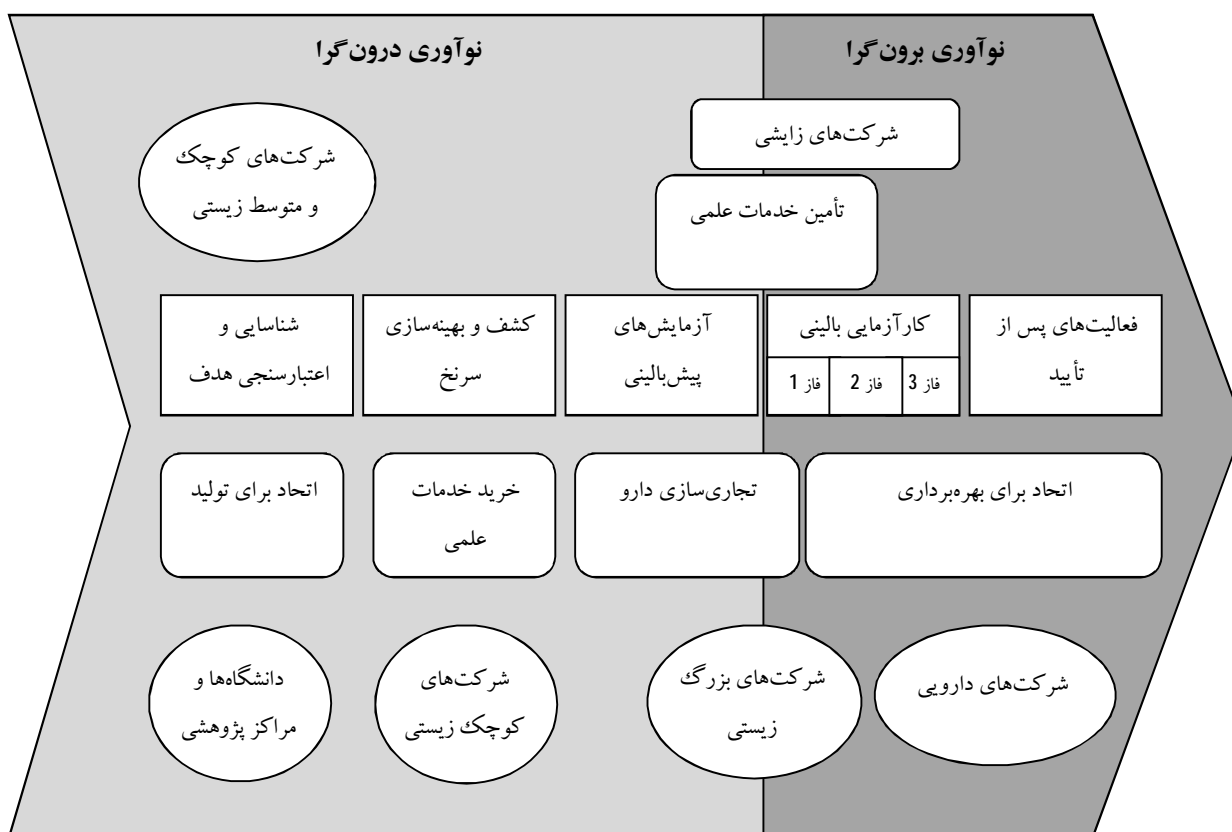 نوآوری درون‌گرا
نوآوری برون‌گرا
شرکت‌های کوچک
و متوسط زیستی
شرکت‌های زایشی
تأمین خدمات علمی
شناسایی و
اعتبارسنجی هدف
کشف و بهینه‌سازی
سرنخ
آزمایش‌های
پیش‌بالینی
کارآزمایی بالینی
فاز 1
فاز 2
فاز 3
فعالیت‌های پس از
تأیید
اتحاد برای تولید
خرید خدمات
علمی
تجاری‌سازی دارو
اتحاد برای بهره‌برداری
دانشگاه‌ها و
مراکز پژوهشی
شرکت‌های
کوچک زیستی
شرکت‌های بزرگ
زیستی
شرکت‌های دارویی